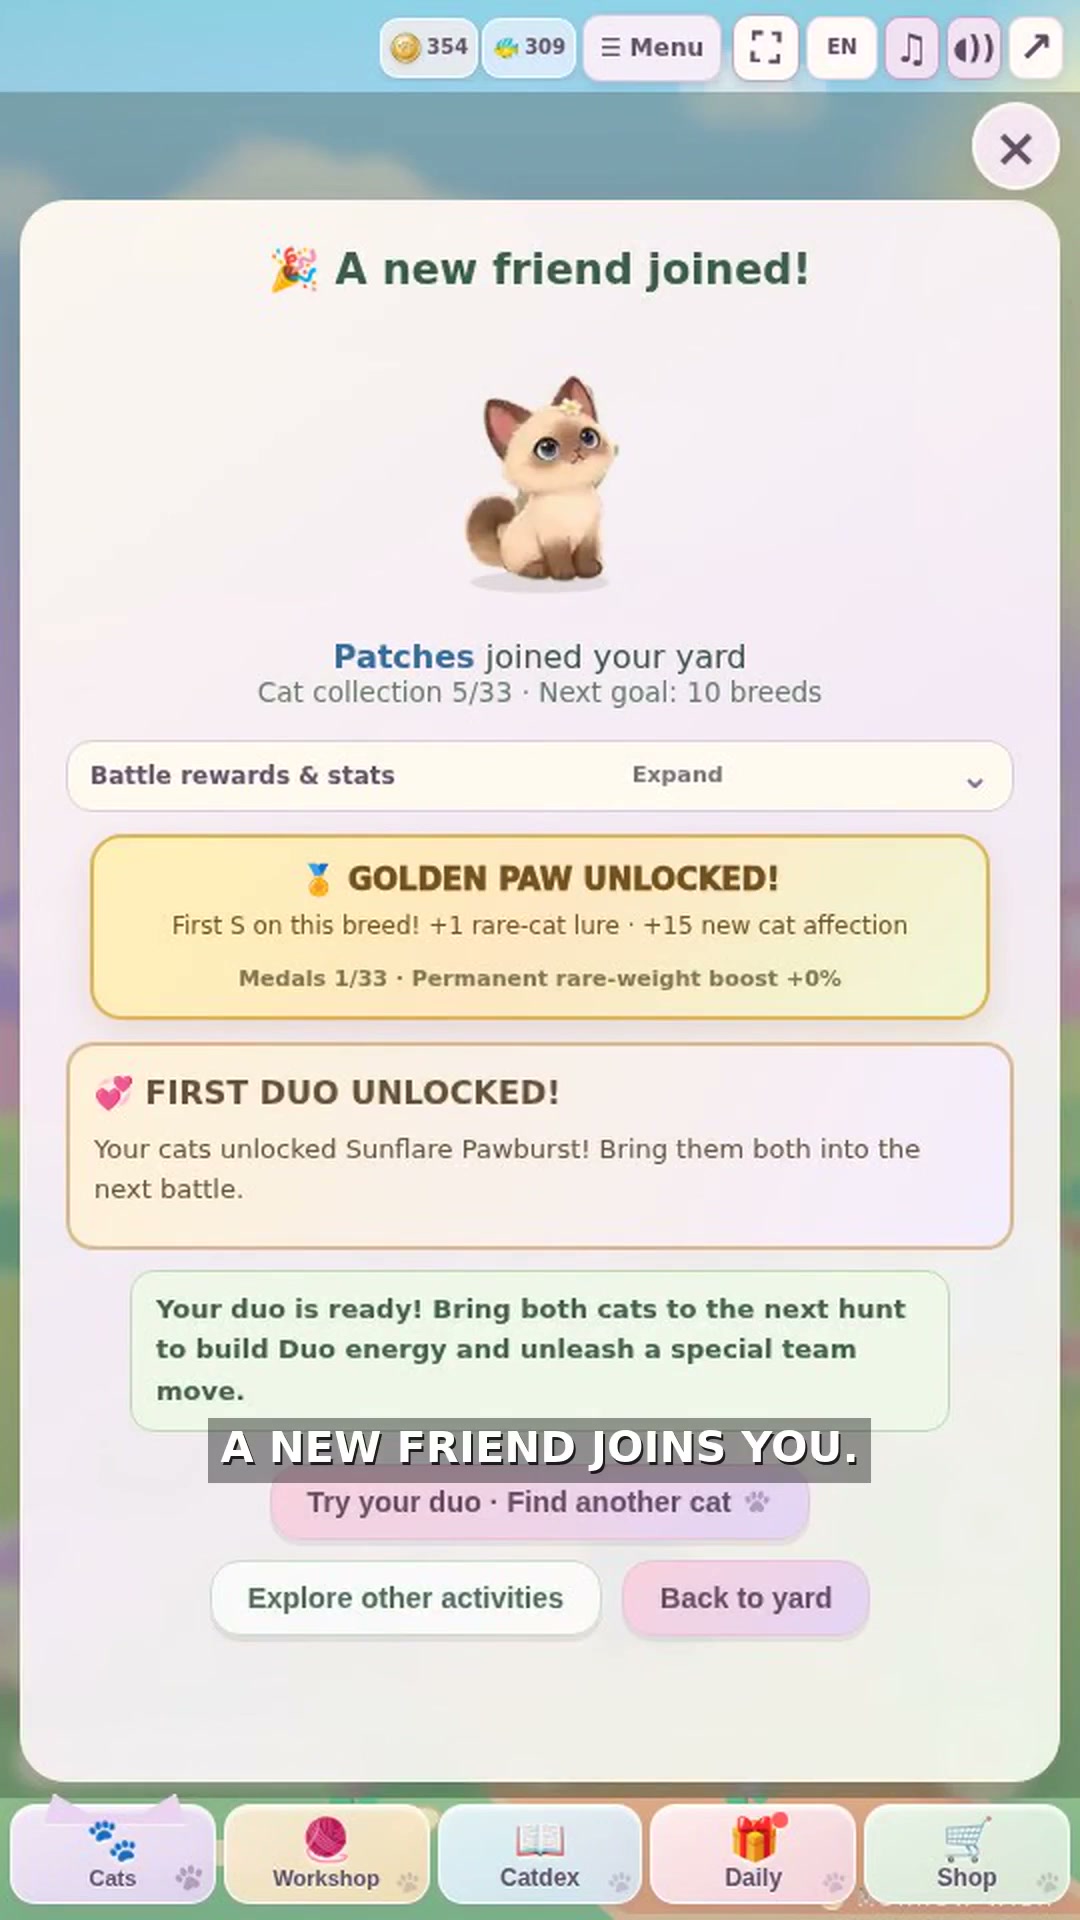 354
309
☰ Menu
EN
A new friend joined!
Patches joined your yard
Cat collection 5/33 · Next goal: 10 breeds
Battle rewards & stats
Expand
GOLDEN PAW UNLOCKED!
First S on this breed! +1 rare-cat lure · +15 new cat affection
Medals 1/33 · Permanent rare-weight boost +0%
FIRST DUO UNLOCKED!
Your cats unlocked Sunflare Pawburst! Bring them both into the
next battle.
Your duo is ready! Bring both cats to the next hunt
to build Duo energy and unleash a special team
move.
A NEW FRIEND JOINS YOU.
Try your duo · Find another cat
Explore other activities
Back to yard
Cats
Workshop
Catdex
Daily
Shop